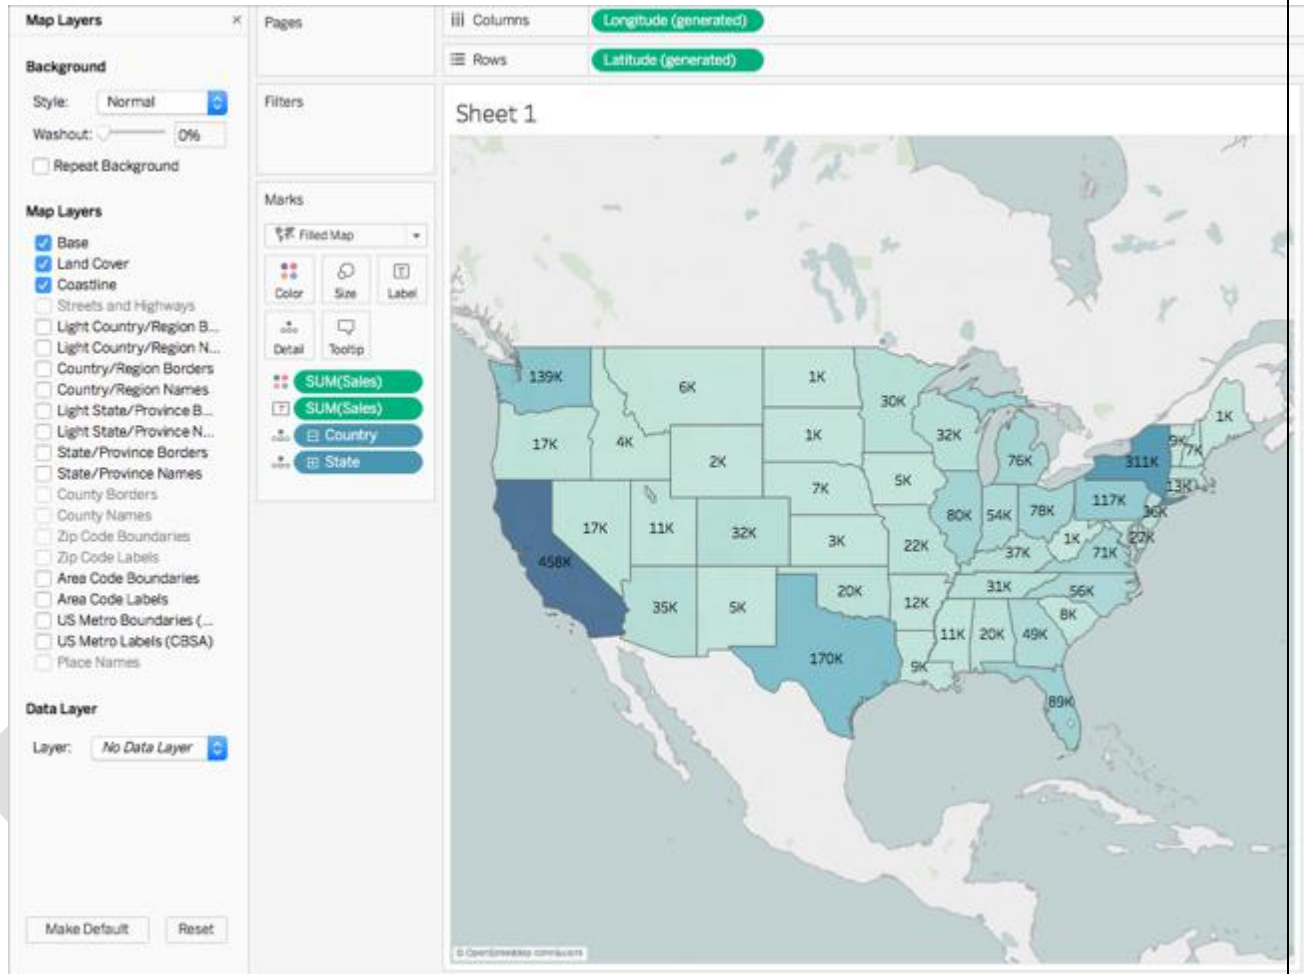 Map Layers ×
Background
Style: Normal
Washout: 0%
Repeat Background
Map Layers
Base
Land Cover
Coastline
Streets and Highways
Light Country/Region B...
Light Country/Region N...
Country/Region Borders
Country/Region Names
Light State/Province B...
Light State/Province N...
State/Province Borders
State/Province Names
County Borders
County Names
Zip Code Boundaries
Zip Code Labels
Area Code Boundaries
Area Code Labels
US Metro Boundaries (...
US Metro Labels (CBSA)
Place Names
Data Layer
Layer: No Data Layer
Make Default Reset
Pages
Filters
Marks
Filled Map
Color Size Label
Detail Tooltip
SUM(Sales)
T SUM(Sales)
Country
State
Columns Longitude (generated)
Rows Latitude (generated)
Sheet 1
139K 6K 1K 30K 1K
17K 4K 1K 32K 9K 7K
2K 76K 311K
7K 5K 13K
117K
17K 11K 32K 80K 54K 78K 36K
3K 22K 1K 27K
458K 37K 71K
20K 31K 56K
35K 5K 12K 8K
11K 20K 49K
170K 9K
89K
© OpenStreetMap contributors